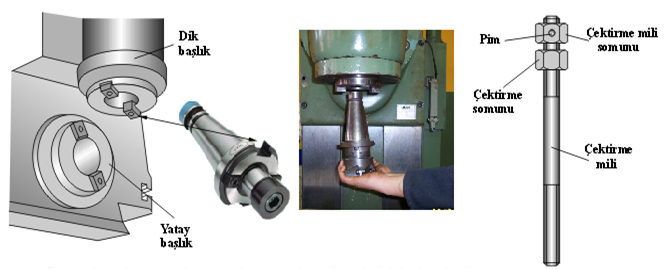 Dik
başlık
Yatay
başlık
Pim
Çektirme mili
somunu
Çektirme
somunu
Çektirme
mili